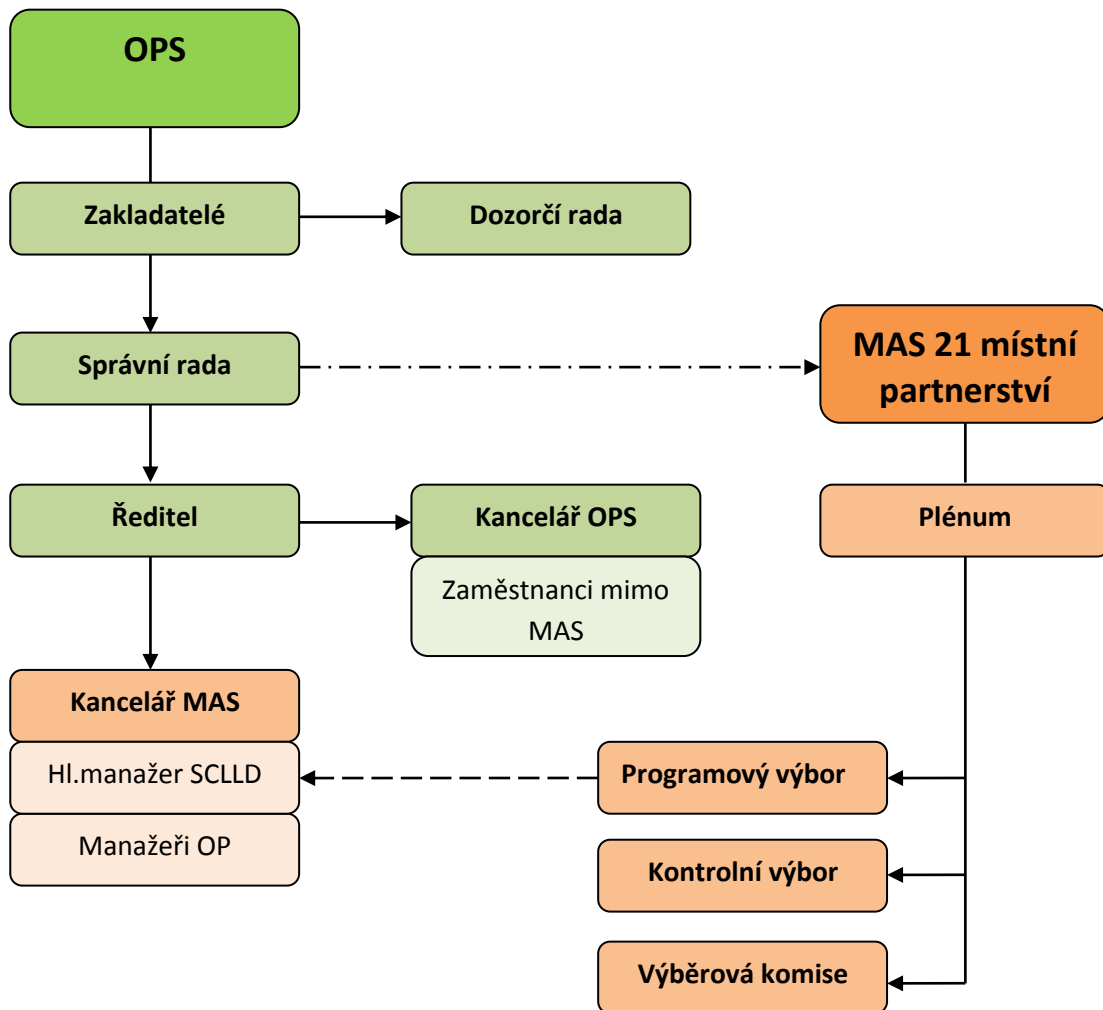 OPS
Zakladatelé
Dozorčí rada
Správní rada
MAS 21 místní
partnerství
Ředitel
Kancelář OPS
Plénum
Zaměstnanci mimo
MAS
Kancelář MAS
Hl.manažer SCLLD
Programový výbor
Manažeři OP
Kontrolní výbor
Výběrová komise